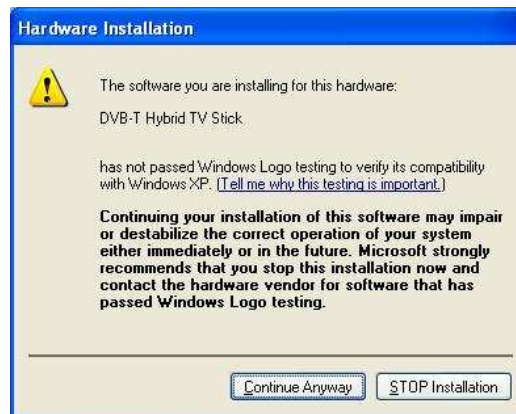 Hardware Installation
The software you are installing for this hardware:
DVB-T Hybrid TV Stick
has not passed Windows Logo testing to verify its compatibility
with Windows XP. (Tell me why this testing is important.)
Continuing your installation of this software may impair
or destabilize the correct operation of your system
either immediately or in the future. Microsoft strongly
recommends that you stop this installation now and
contact the hardware vendor for software that has
passed Windows Logo testing.
Continue Anyway
STOP Installation